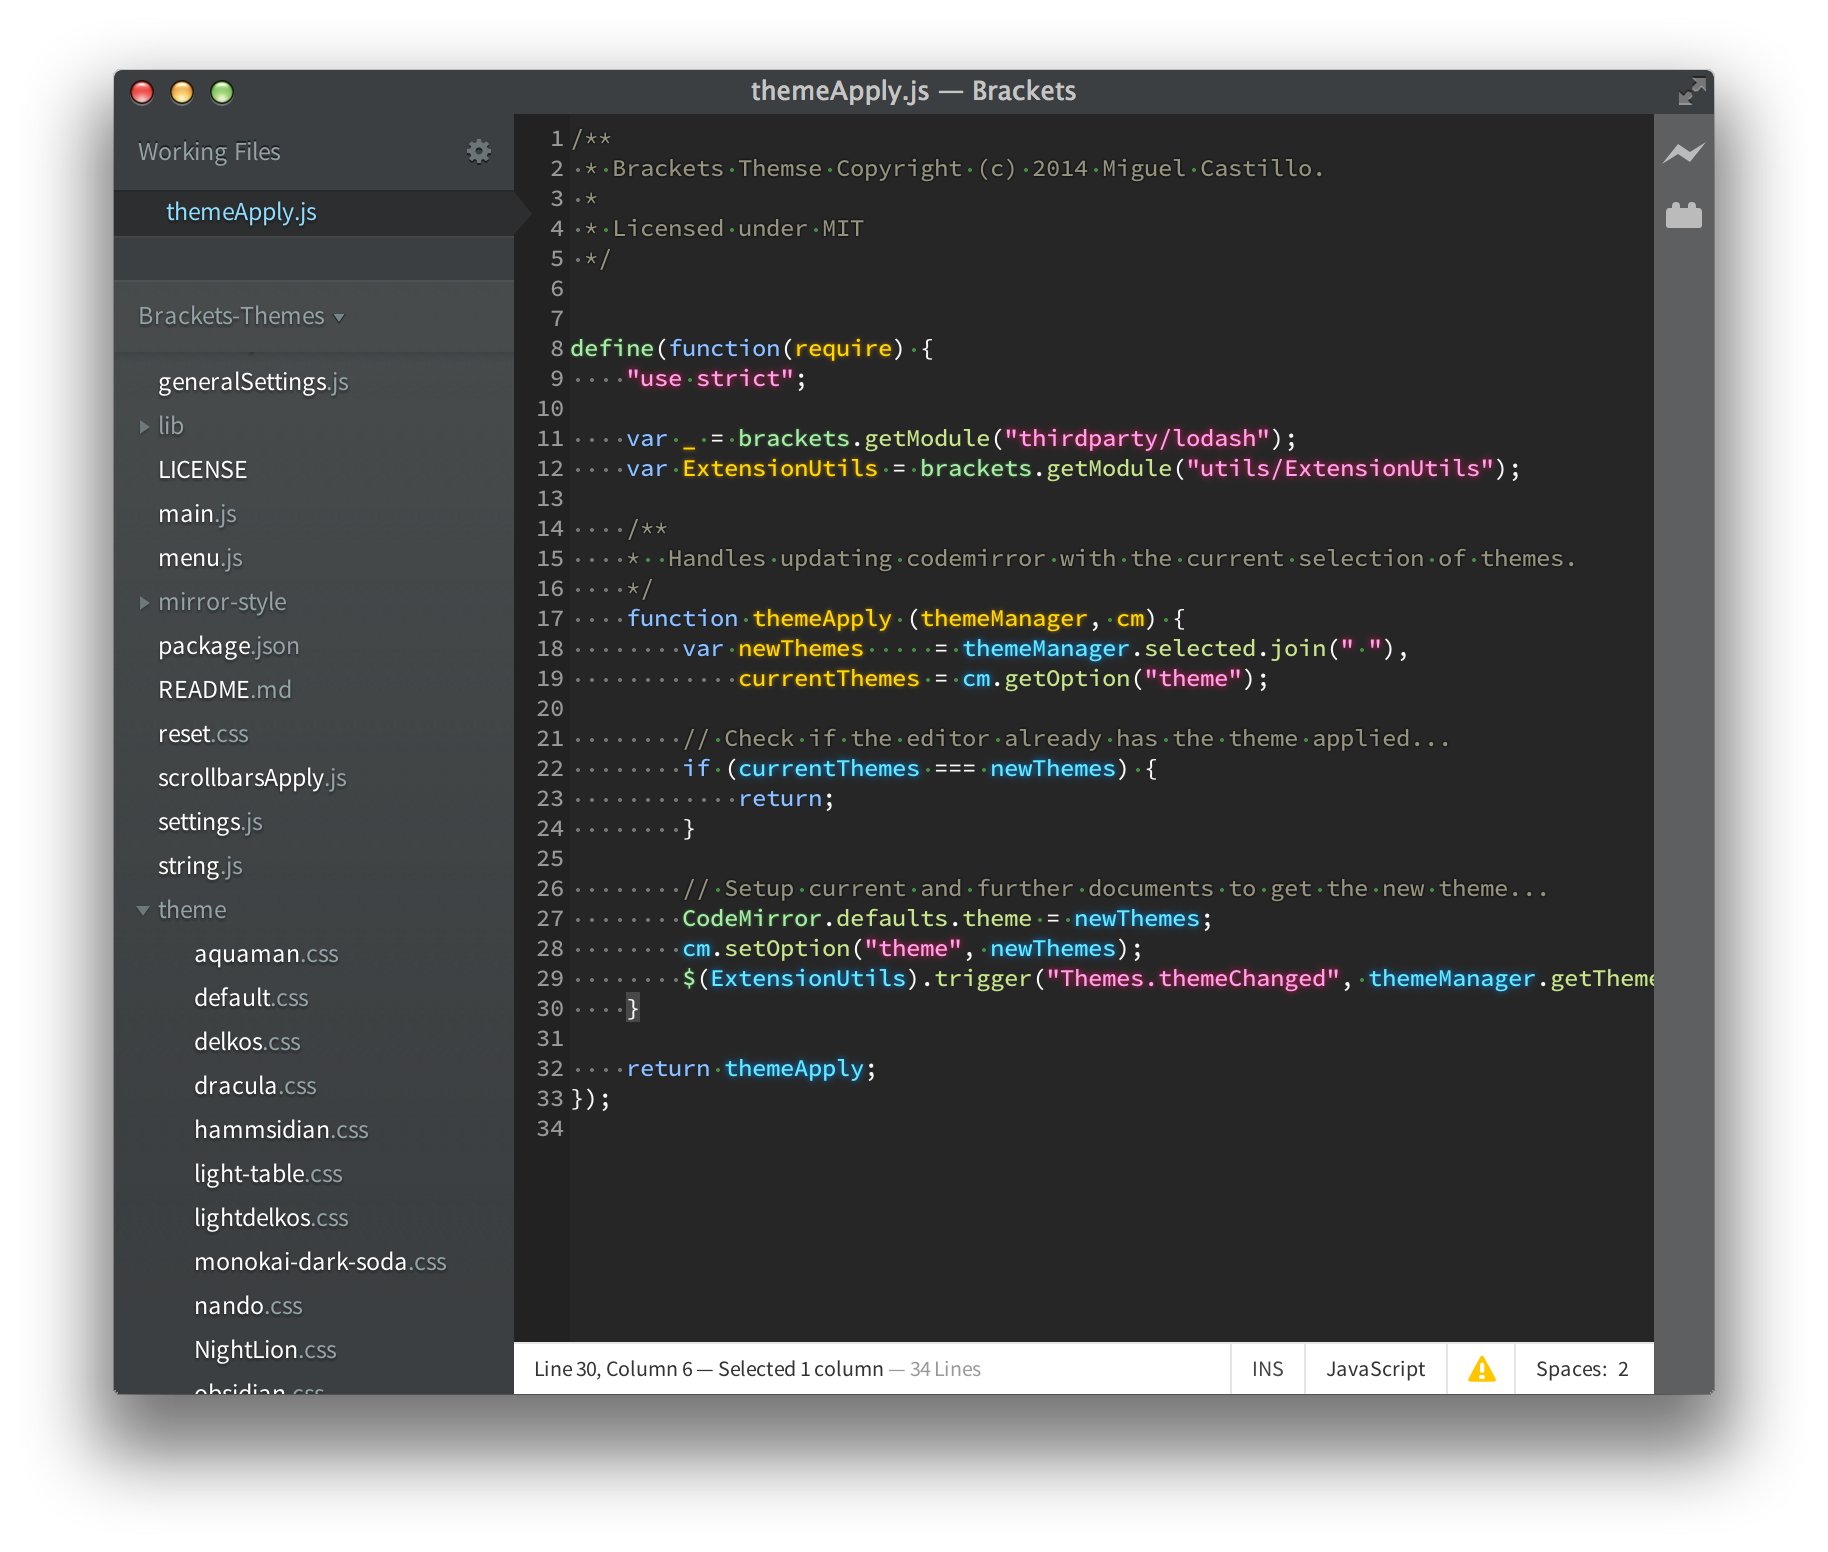 themeApply.js — Brackets
Working Files
themeApply.js
Brackets-Themes
generalSettings.js
lib
LICENSE
main.js
menu.js
mirror-style
package.json
README.md
reset.css
scrollbarsApply.js
settings.js
string.js
theme
aquaman.css
default.css
delkos.css
dracula.css
hammsidian.css
light-table.css
lightdelkos.css
monokai-dark-soda.css
nando.css
NightLion.css
obsidian.css
1 /**
2  * Brackets Themse Copyright (c) 2014 Miguel Castillo.
3  *
4  * Licensed under MIT
5  */
6
7
8 define(function(require) {
9     "use strict";
10
11     var _ = brackets.getModule("thirdparty/lodash");
12     var ExtensionUtils = brackets.getModule("utils/ExtensionUtils");
13
14     /**
15     *  Handles updating codemirror with the current selection of themes.
16     */
17     function themeApply (themeManager, cm) {
18         var newThemes     = themeManager.selected.join(" "),
19             currentThemes = cm.getOption("theme");
20
21         // Check if the editor already has the theme applied...
22         if (currentThemes === newThemes) {
23             return;
24         }
25
26         // Setup current and further documents to get the new theme...
27         CodeMirror.defaults.theme = newThemes;
28         cm.setOption("theme", newThemes);
29         $(ExtensionUtils).trigger("Themes.themeChanged", themeManager.getTheme
30     }
31
32     return themeApply;
33 });
34
Line 30, Column 6 — Selected 1 column — 34 Lines
INS
JavaScript
Spaces: 2